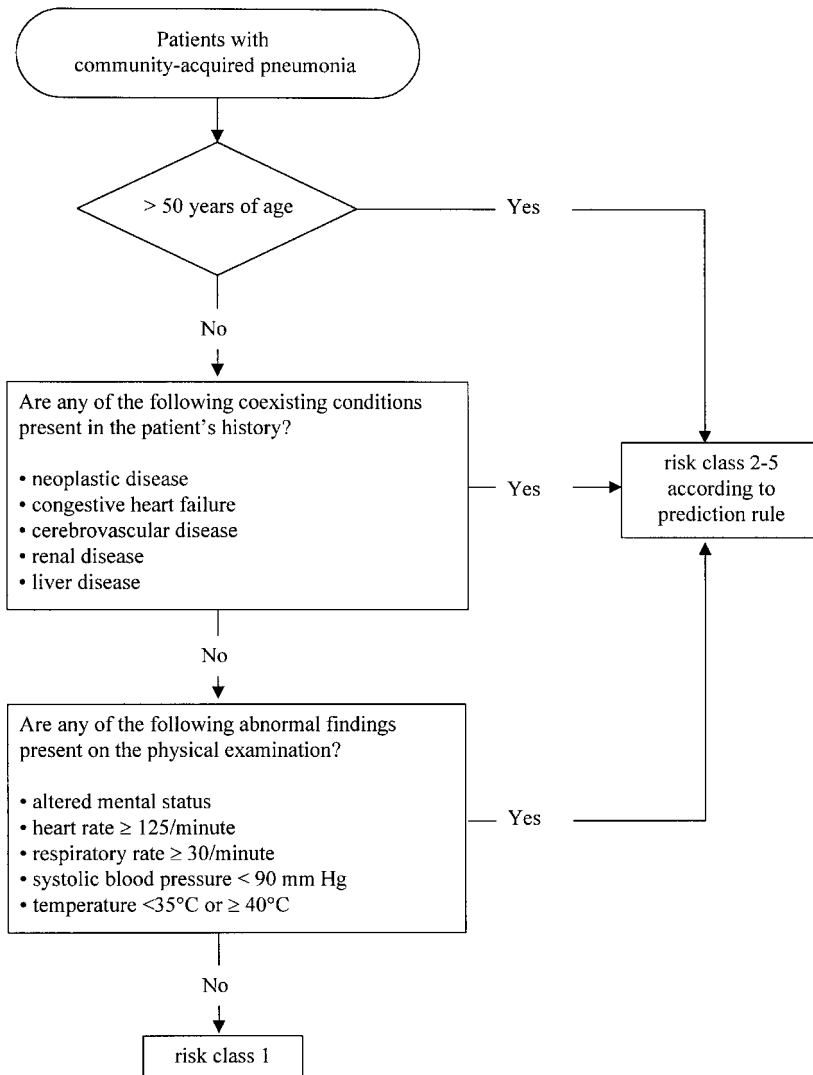 Patients with
community-acquired pneumonia
> 50 years of age
Yes
No
Are any of the following coexisting conditions
present in the patient's history?
• neoplastic disease
• congestive heart failure
• cerebrovascular disease
• renal disease
• liver disease
Yes
risk class 2-5
according to
prediction rule
No
Are any of the following abnormal findings
present on the physical examination?
• altered mental status
• heart rate ≥ 125/minute
• respiratory rate ≥ 30/minute
• systolic blood pressure < 90 mm Hg
• temperature <35°C or ≥ 40°C
Yes
No
risk class 1